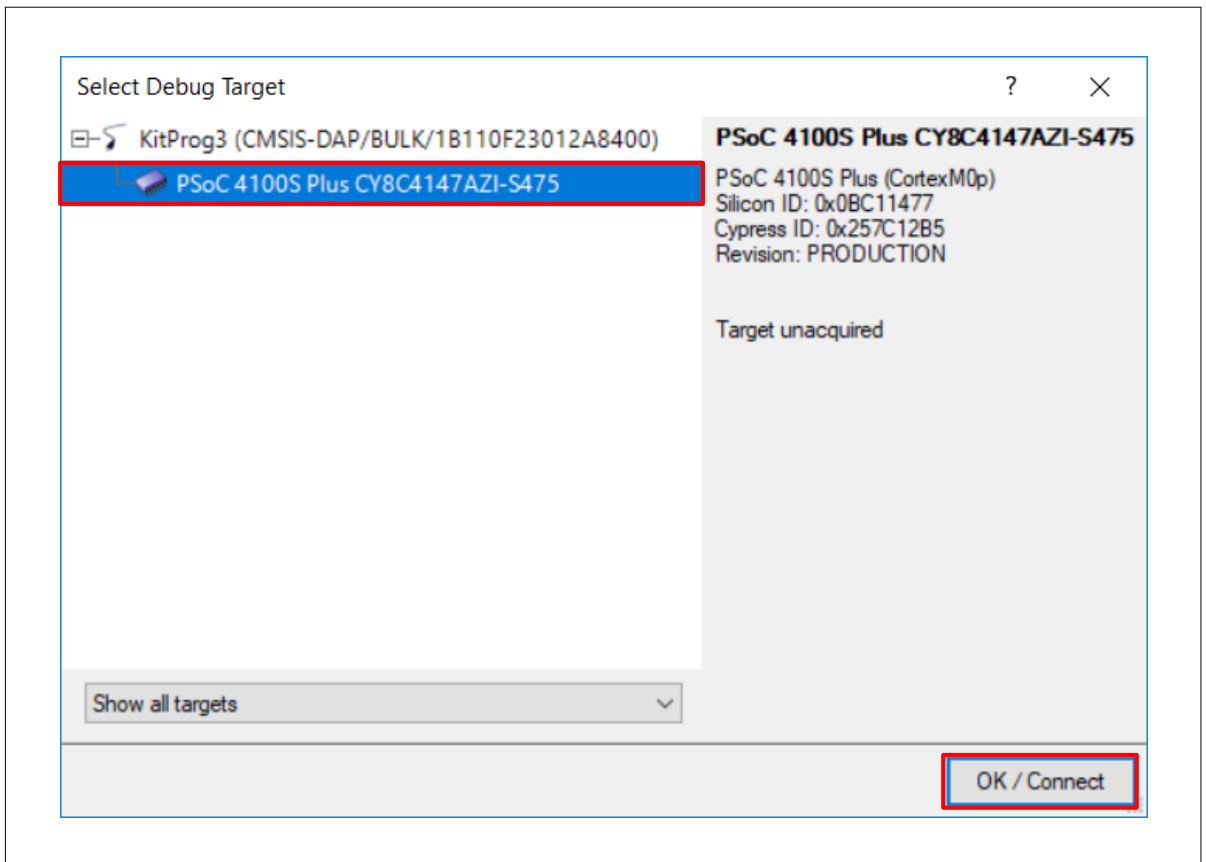 Select Debug Target
KitProg3 (CMSIS-DAP/BULK/1B110F23012A8400)
PSoC 4100S Plus CY8C4147AZI-S475
PSoC 4100S Plus CY8C4147AZI-S475
PSoC 4100S Plus (CortexM0p)
Silicon ID: 0x0BC11477
Cypress ID: 0x257C12B5
Revision: PRODUCTION
Target unacquired
Show all targets
OK / Connect